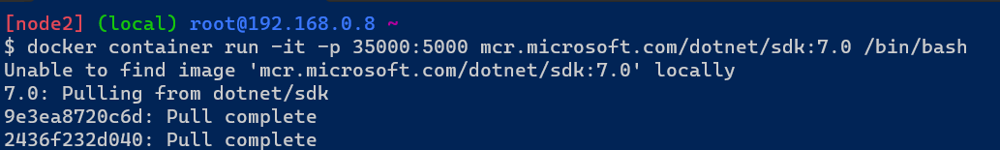 [node2] (local) root@192.168.0.8 ~
$ docker container run -it -p 35000:5000 mcr.microsoft.com/dotnet/sdk:7.0 /bin/bash
Unable to find image 'mcr.microsoft.com/dotnet/sdk:7.0' locally
7.0: Pulling from dotnet/sdk
9e3ea8720c6d: Pull complete
2436f232d040: Pull complete